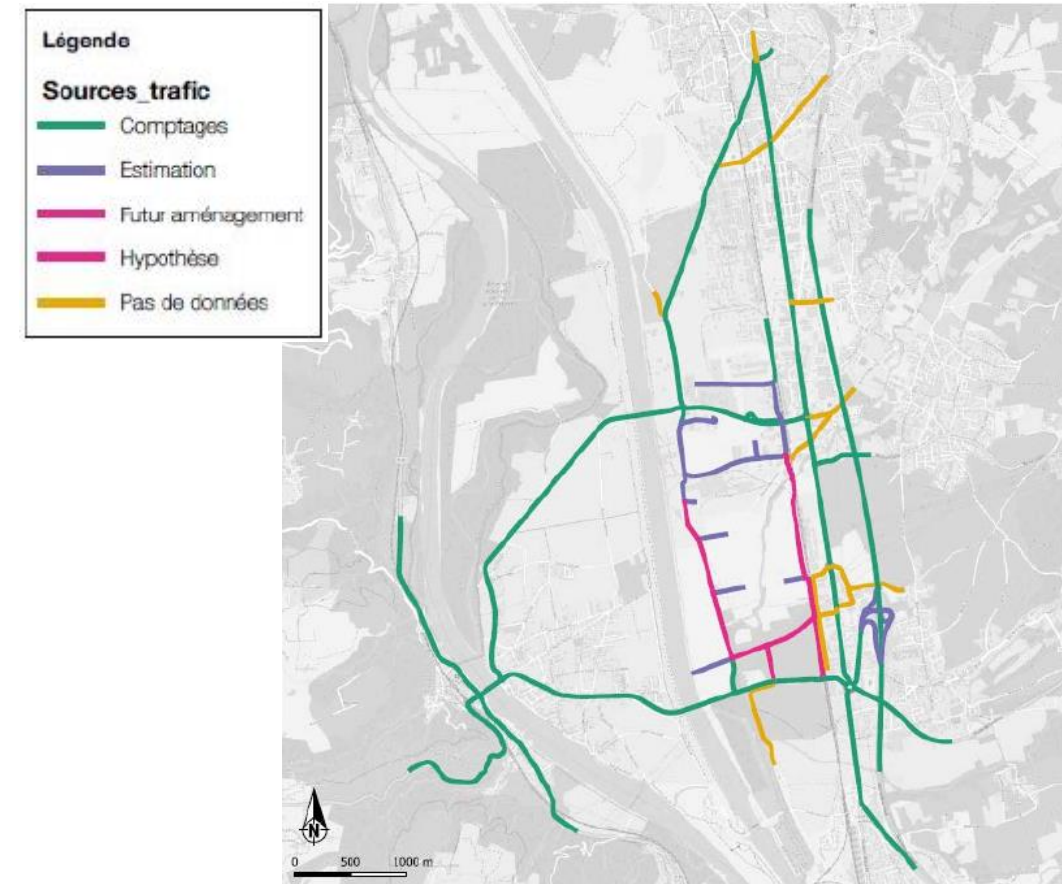 Légende
Sources_trafic
Comptages
Estimation
Futur aménagement
Hypothèse
Pas de données
N
0 500 1000 m